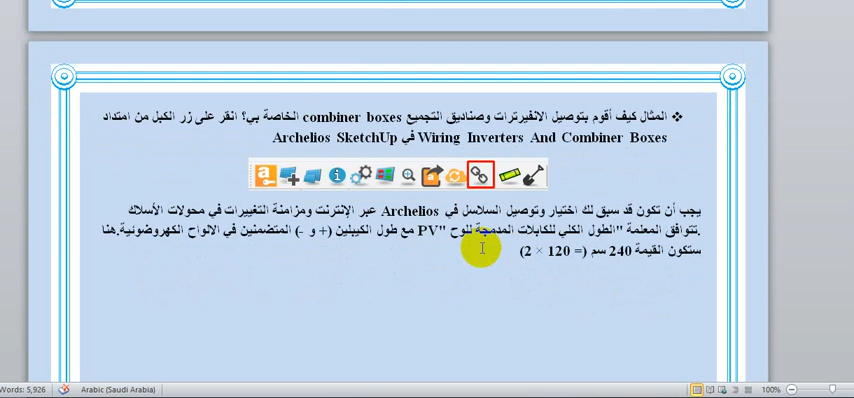 ❖ المثال كيف أقوم بتوصيل الانفيرترات وصناديق التجميع combiner boxes الخاصة بي؟ انقر على زر الكبل من امتداد
Wiring Inverters And Combiner Boxes في Archelios SketchUp
يجب أن تكون قد سبق لك اختيار وتوصيل السلاسل في Archelios عبر الإنترنت ومزامنة التغييرات في محولات الأسلاك
.تتوافق المعلمة "الطول الكلي للكابلات المدمجة للوح PV" مع طول الكيبلين (+ و -) المتضمنين في الالواح الكهروضوئية.هنا
ستكون القيمة 240 سم (= 120 × 2)
Words: 5,926 Arabic (Saudi Arabia) 100%